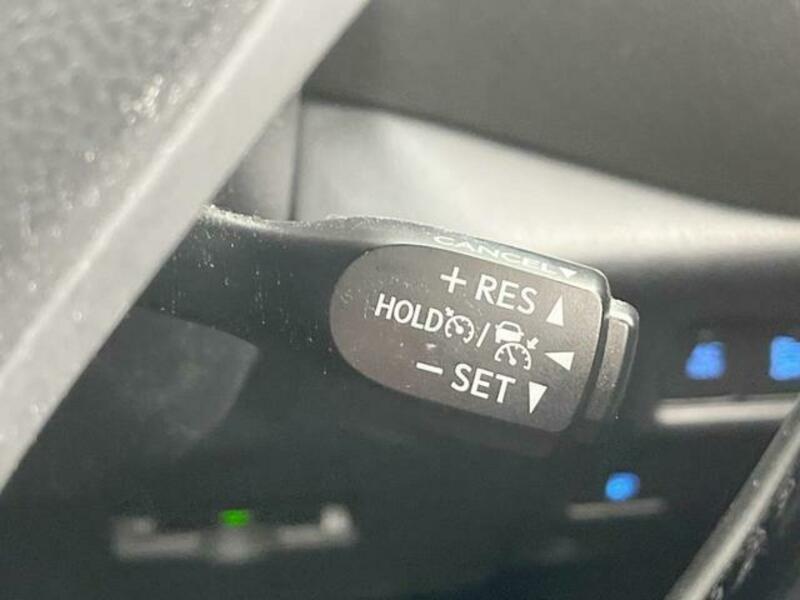 CANCEL▼
+ RES ▲
HOLD / ◄
- SET ▼